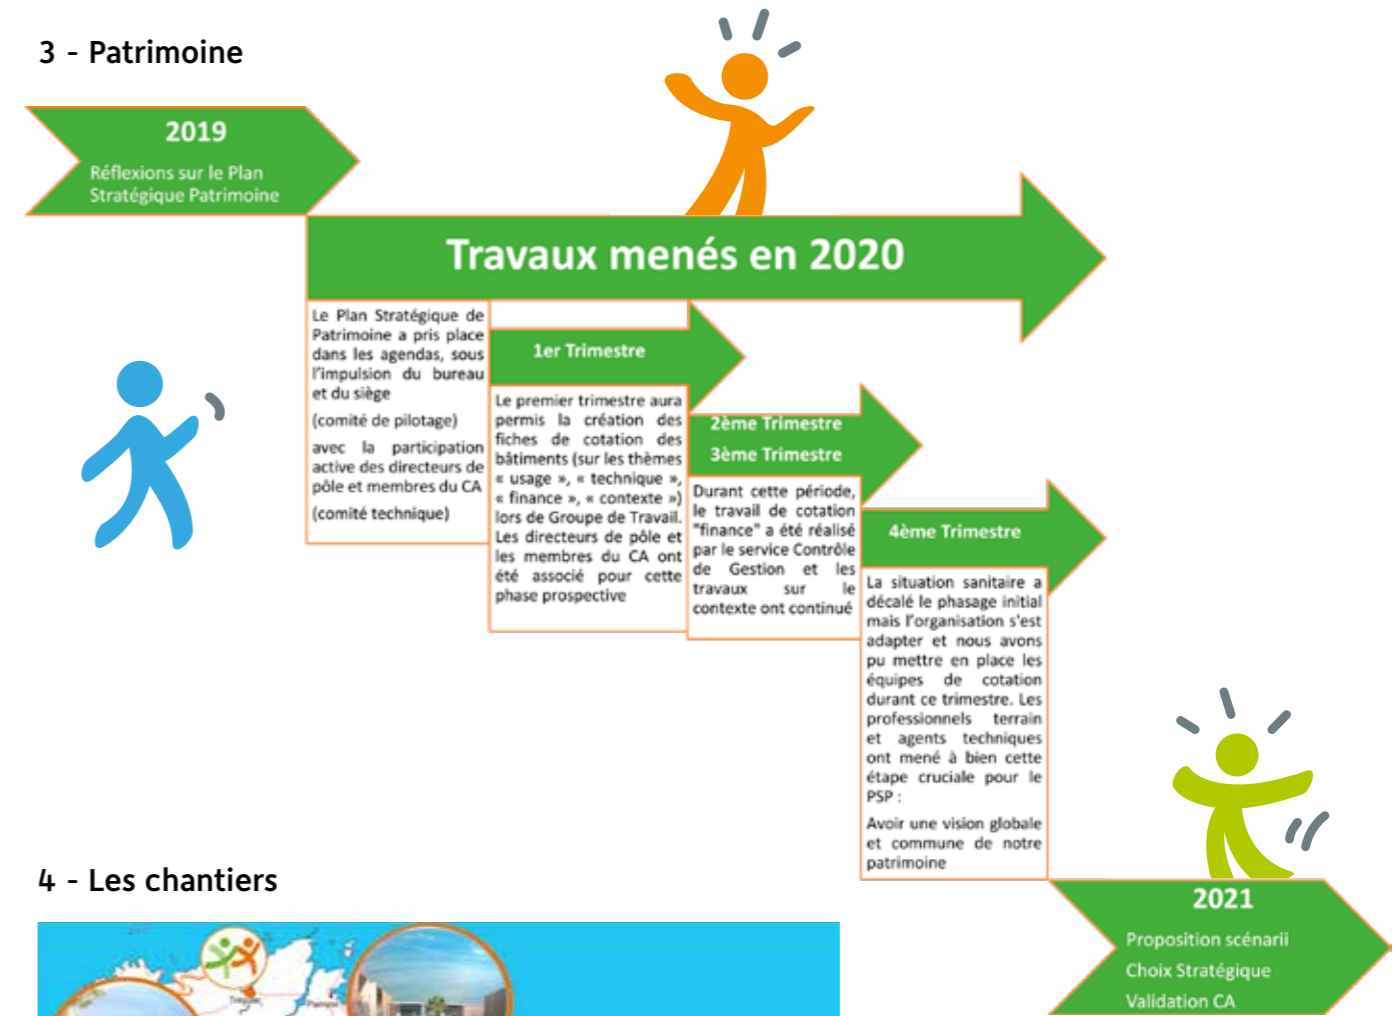 3 - Patrimoine
2019
Réflexions sur le Plan
Stratégique Patrimoine
Travaux menés en 2020
Le Plan Stratégique de
Patrimoine a pris place
dans les agendas, sous
l'impulsion du bureau
et du siège
(comité de pilotage)
avec la participation
active des directeurs de
pôle et membres du CA
(comité technique)
1er Trimestre
Le premier trimestre aura
permis la création des
fiches de cotation des
bâtiments (sur les thèmes
« usage », « technique »,
« finance », « contexte »)
lors de Groupe de Travail.
Les directeurs de pôle et
les membres du CA ont
été associé pour cette
phase prospective
2ème Trimestre
3ème Trimestre
Durant cette période,
le travail de cotation
"finance" a été réalisé
par le service Contrôle
de Gestion et les
travaux sur le
contexte ont continué
4ème Trimestre
La situation sanitaire a
décalé le phasage initial
mais l'organisation s'est
adapter et nous avons
pu mettre en place les
équipes de cotation
durant ce trimestre. Les
professionnels terrain
et agents techniques
ont mené à bien cette
étape cruciale pour le
PSP :
Avoir une vision globale
et commune de notre
patrimoine
2021
Proposition scénarii
Choix Stratégique
Validation CA
4 - Les chantiers